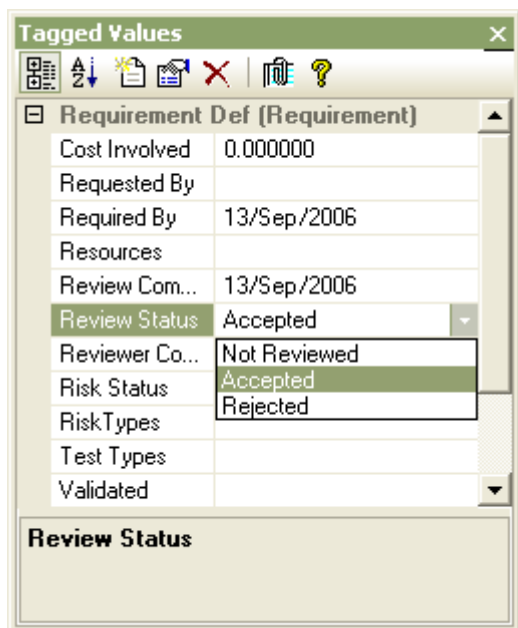 Tagged Values
Requirement Def (Requirement)
Cost Involved 0.000000
Requested By
Required By 13/Sep/2006
Resources
Review Com... 13/Sep/2006
Review Status Accepted
Reviewer Co... Not Reviewed
Risk Status Accepted
RiskTypes Rejected
Test Types
Validated
Review Status